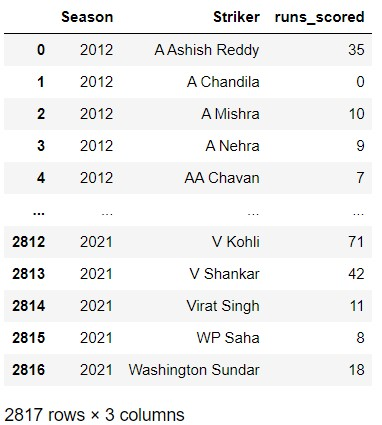 Season Striker runs_scored
0 2012 A Ashish Reddy 35
1 2012 A Chandila 0
2 2012 A Mishra 10
3 2012 A Nehra 9
4 2012 AA Chavan 7
... ... ... ...
2812 2021 V Kohli 71
2813 2021 V Shankar 42
2814 2021 Virat Singh 11
2815 2021 WP Saha 8
2816 2021 Washington Sundar 18
2817 rows × 3 columns